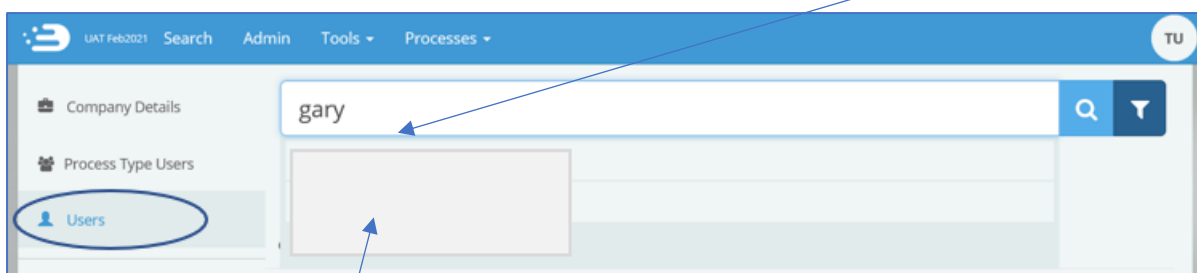 UAT Feb2021 Search Admin Tools Processes TU
Company Details
gary
Process Type Users
Users